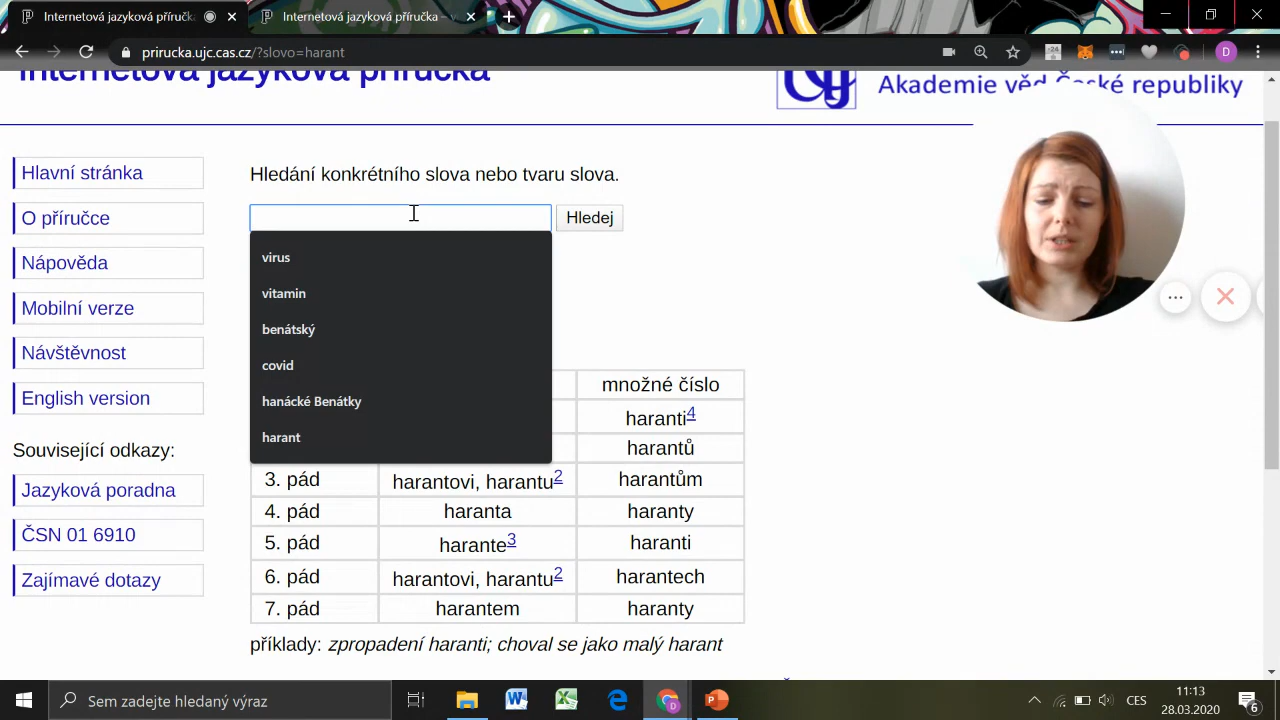 Internetová jazyková příručk
Internetová jazyková příručka – v
prirucka.ujc.cas.cz/?slovo=harant
Internetová jazyková příručka
Akademie věd České republiky
Hlavní stránka
O příručce
Nápověda
Mobilní verze
Návštěvnost
English version
Související odkazy:
Jazyková poradna
ČSN 01 6910
Zajímavé dotazy
Hledání konkrétního slova nebo tvaru slova.
Hledej
virus
vitamin
benátský
covid
hanácké Benátky
harant
množné číslo
haranti4
harantů
3. pád harantovi, harantu2 harantům
4. pád haranta haranty
5. pád harante3 haranti
6. pád harantovi, harantu2 harantech
7. pád harantem haranty
příklady: zpropadení haranti; choval se jako malý harant
Sem zadejte hledaný výraz
CES
11:13
28.03.2020
6